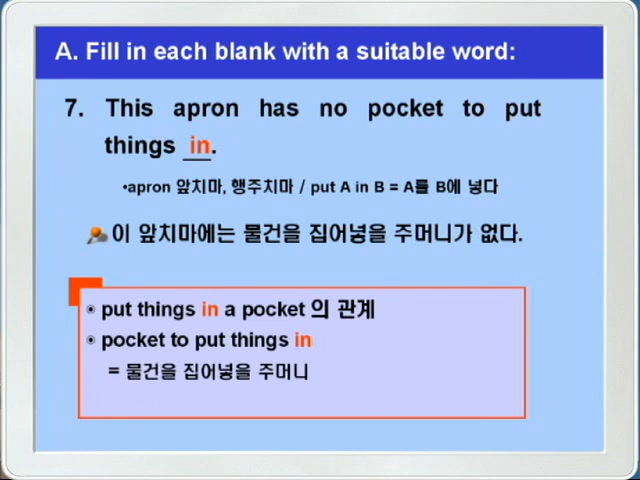 A. Fill in each blank with a suitable word:
7. This apron has no pocket to put
things in.
•apron 앞치마, 행주치마 / put A in B = A를 B에 넣다
이 앞치마에는 물건을 집어넣을 주머니가 없다.
put things in a pocket 의 관계
pocket to put things in
= 물건을 집어넣을 주머니